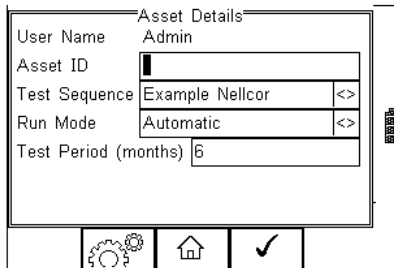 Asset Details
User Name Admin
Asset ID
Test Sequence Example Nellcor <>
Run Mode Automatic <>
Test Period (months) 6